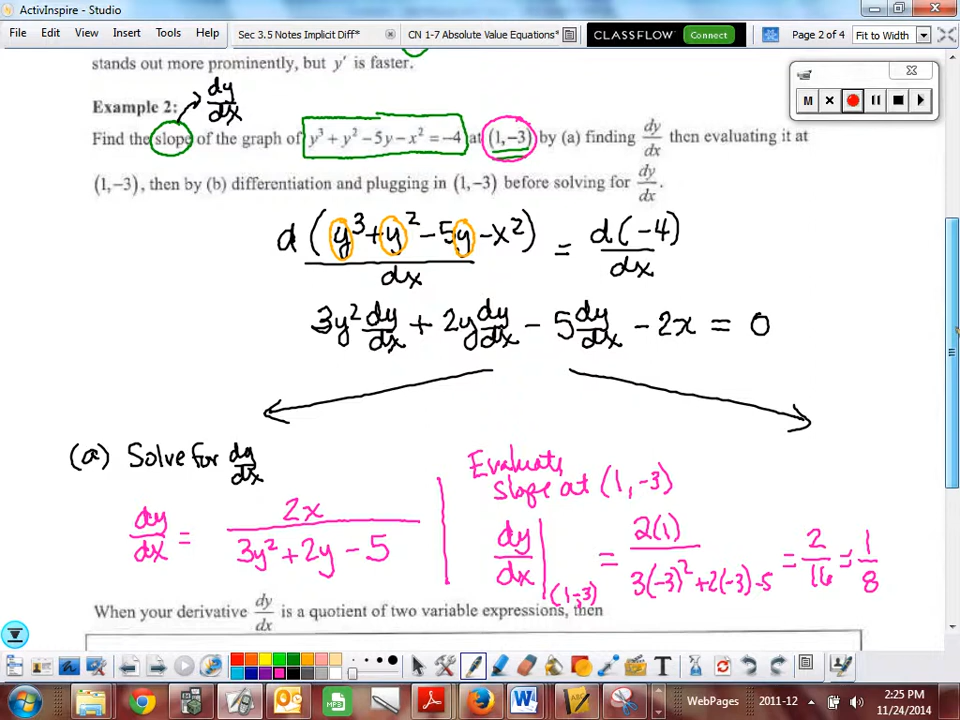 ActivInspire - Studio
File Edit View Insert Tools Help Sec 3.5 Notes Implicit Diff* CN 1-7 Absolute Value Equations* CLASSFLOW Connect Page 2 of 4 Fit to Width
stands out more prominently, but y′ is faster.
dy/dx
Example 2:
Find the slope of the graph of y³ + y² − 5y − x² = −4 at (1,−3) by (a) finding dy/dx then evaluating it at
(1,−3), then by (b) differentiation and plugging in (1,−3) before solving for dy/dx.
d(y³+y²−5y−x²)/dx = d(−4)/dx
3y² dy/dx + 2y dy/dx − 5 dy/dx − 2x = 0
(a) Solve for dy/dx
dy/dx = 2x/(3y²+2y−5)
Evaluate
slope at (1,−3)
dy/dx |(1,−3) = 2(1)/(3(−3)²+2(−3)−5) = 2/16 = 1/8
When your derivative dy/dx is a quotient of two variable expressions, then
WebPages 2011-12 2:25 PM
11/24/2014